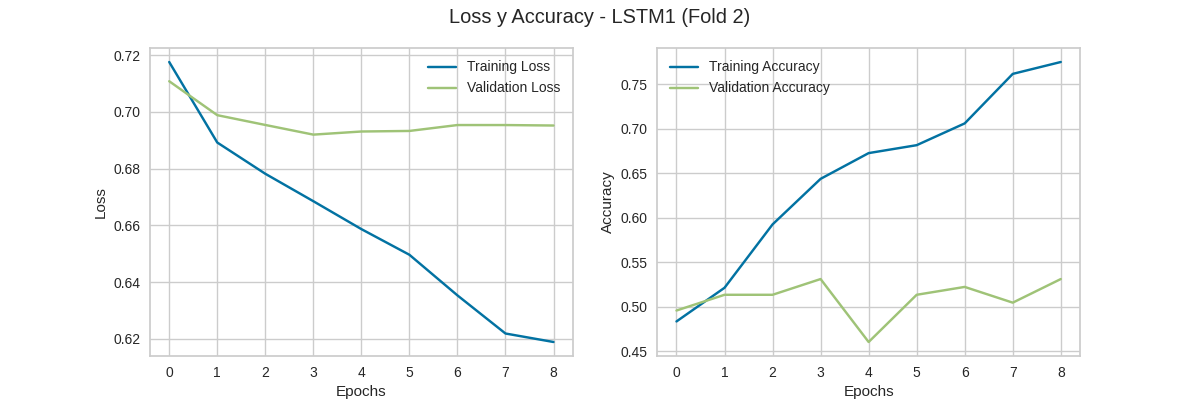 Loss y Accuracy - LSTM1 (Fold 2)
Training Loss
Validation Loss
0.72
0.70
0.68
0.66
0.64
0.62
Loss
0 1 2 3 4 5 6 7 8
Epochs
Training Accuracy
Validation Accuracy
0.75
0.70
0.65
0.60
0.55
0.50
0.45
Accuracy
0 1 2 3 4 5 6 7 8
Epochs